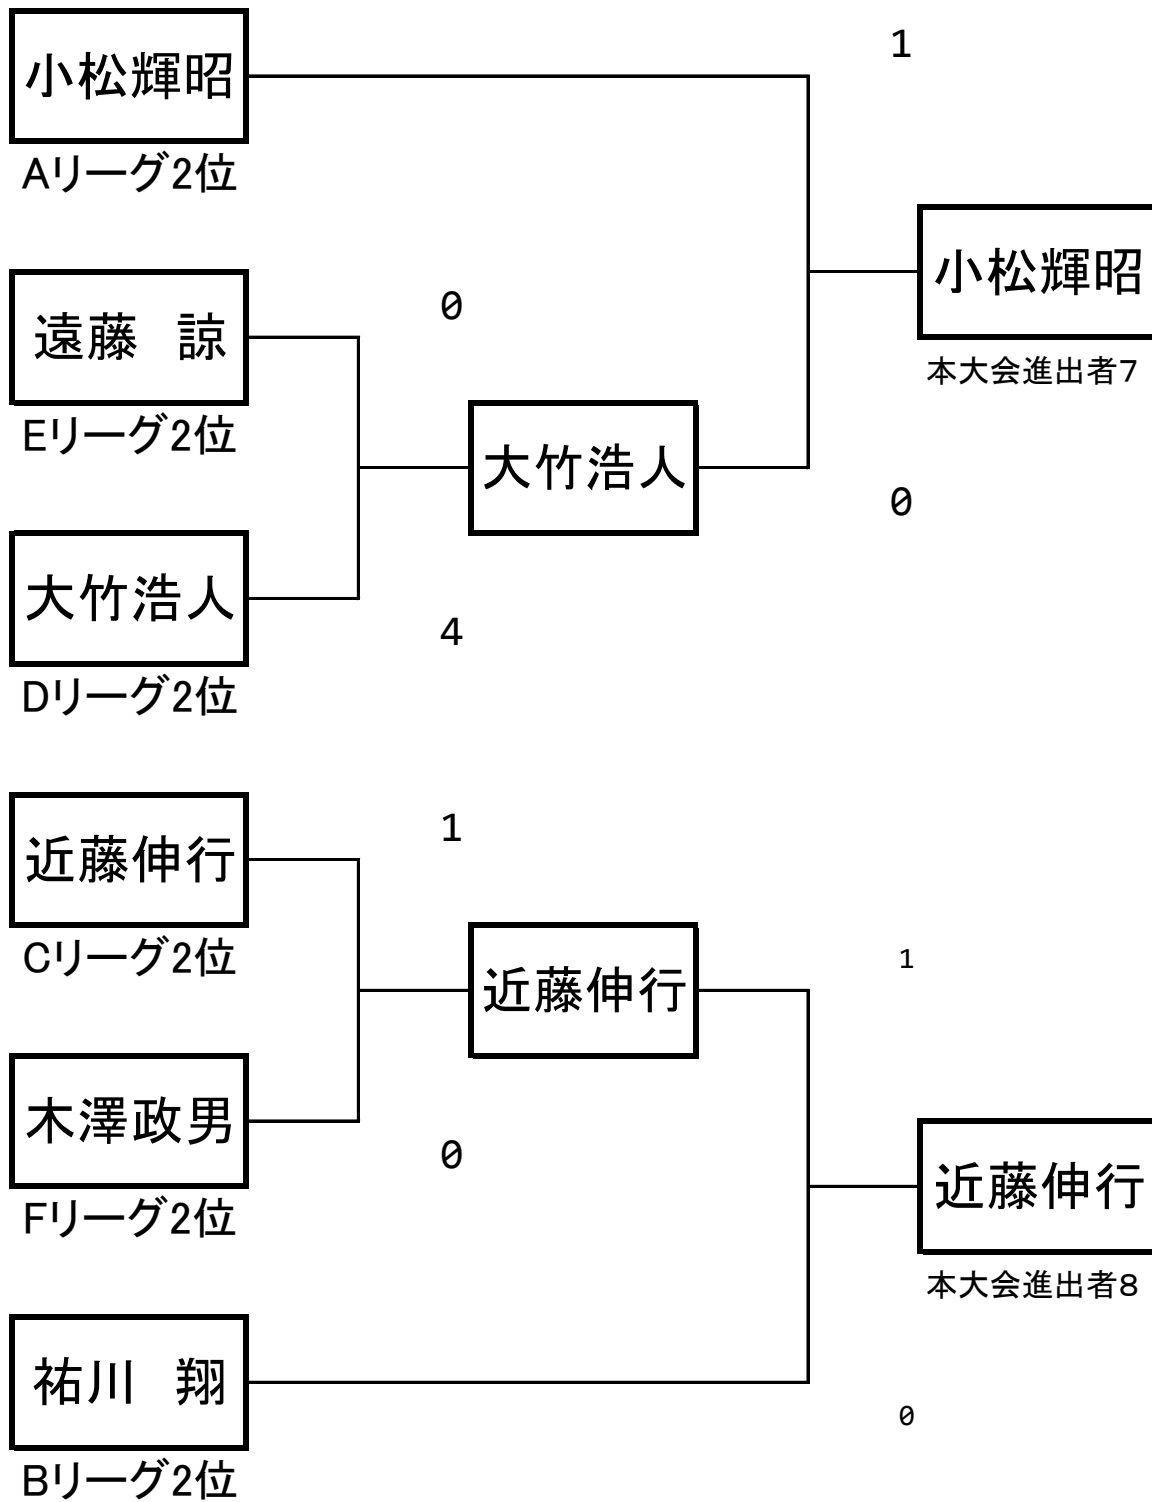 小松輝昭
Aリーグ2位
1
小松輝昭
本大会進出者7
遠藤 諒
Eリーグ2位
0
大竹浩人
0
大竹浩人
Dリーグ2位
4
近藤伸行
Cリーグ2位
1
近藤伸行
1
木澤政男
Fリーグ2位
0
近藤伸行
本大会進出者8
祐川 翔
Bリーグ2位
0